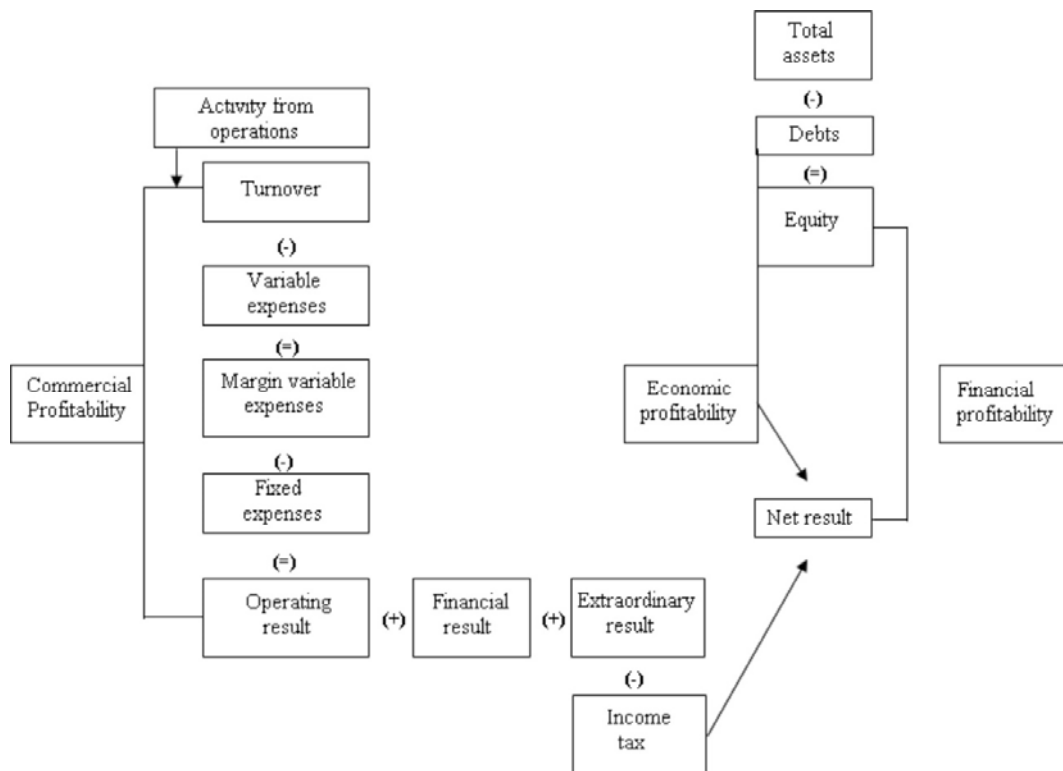 Total
assets
(-)
Debts
(=)
Equity
Activity from
operations
Turnover
(-)
Variable
expenses
(=)
Margin variable
expenses
(-)
Fixed
expenses
(=)
Operating
result
(+)
Financial
result
(+)
Extraordinary
result
(-)
Income
tax
Commercial
Profitability
Economic
profitability
Net result
Financial
profitability